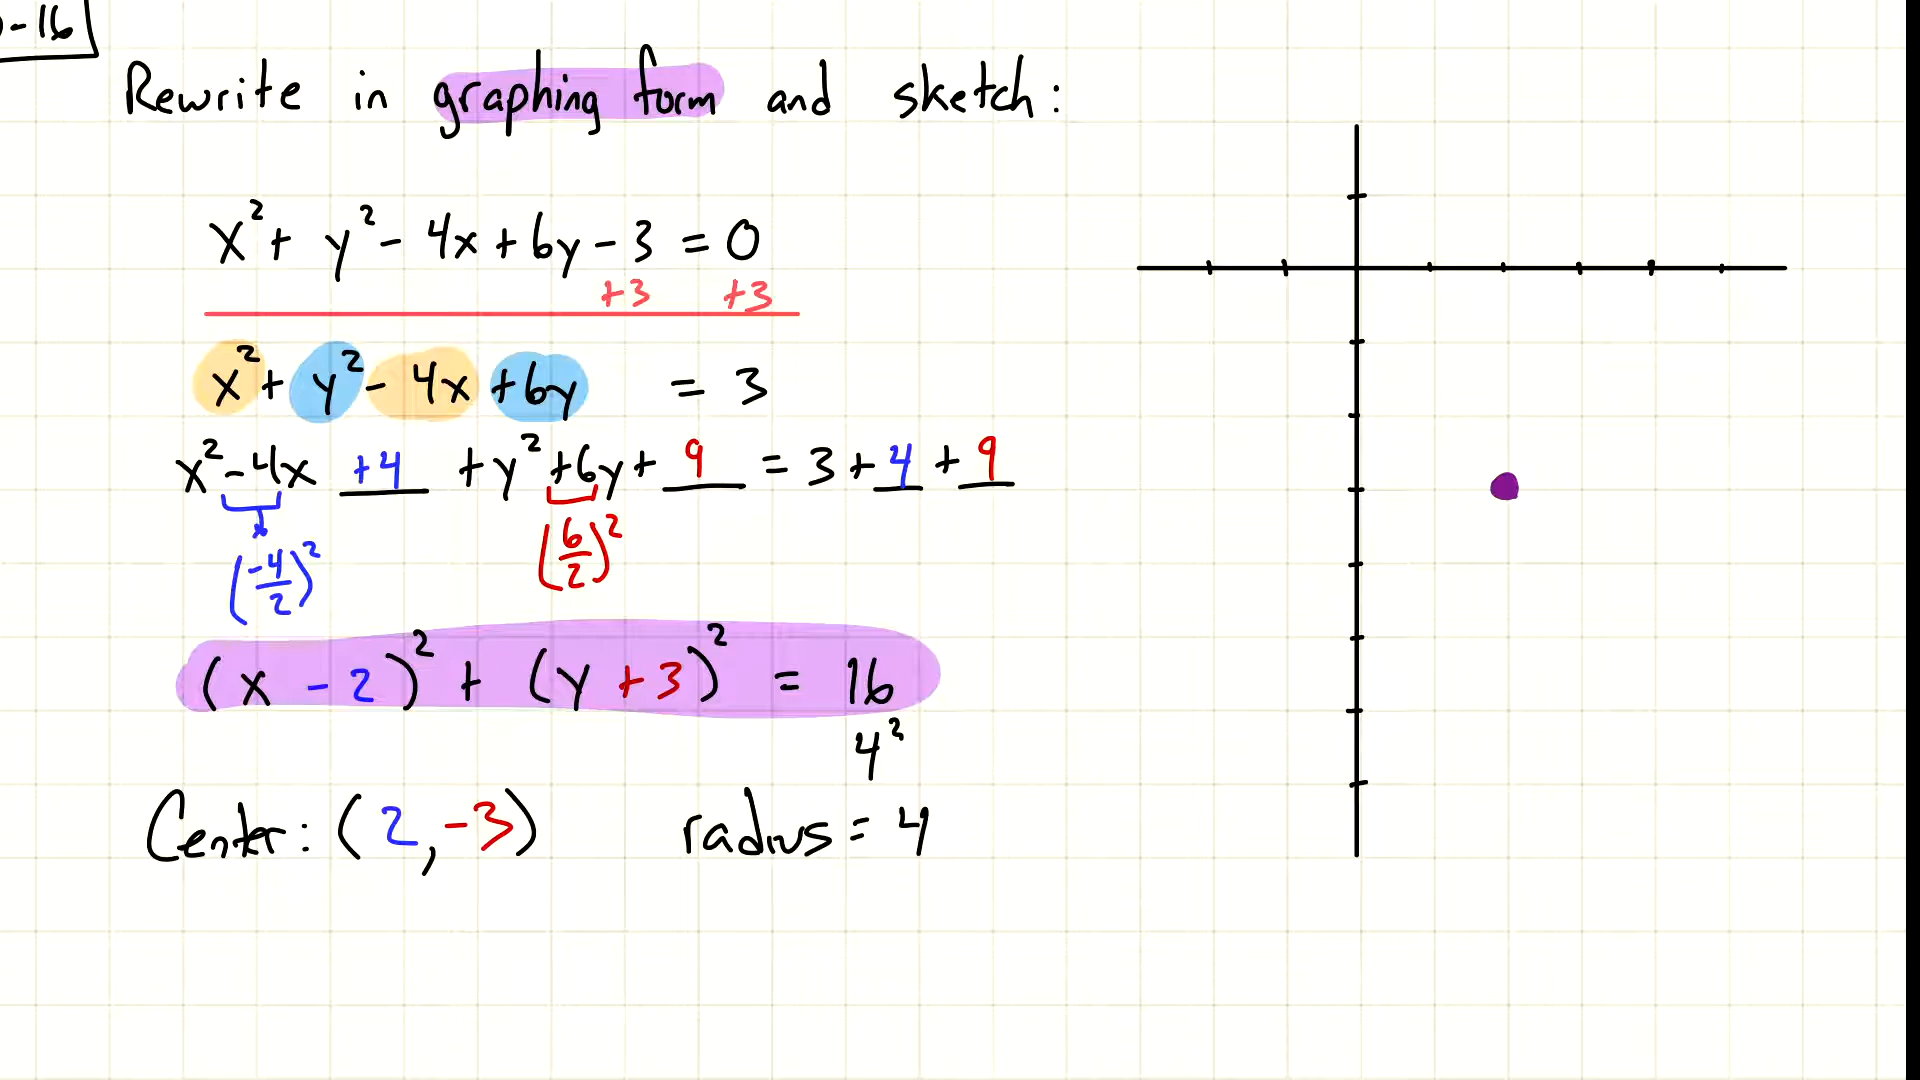 -16
Rewrite in graphing form and sketch:
x² + y² - 4x + 6y - 3 = 0
+3 +3
x² + y² - 4x + 6y = 3
x² - 4x +4 + y² + 6y + 9 = 3 + 4 + 9
(-4/2)² (6/2)²
(x - 2)² + (y + 3)² = 16
4²
Center: (2, -3) radius = 4